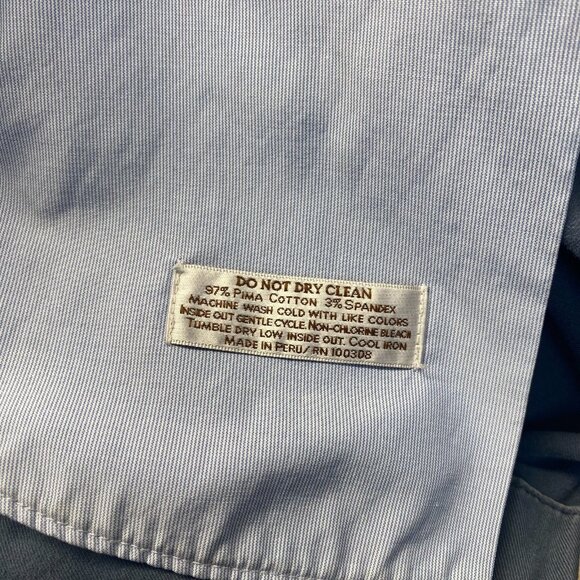 DO NOT DRY CLEAN
97% PIMA COTTON 3% SPANDEX
MACHINE WASH COLD WITH LIKE COLORS
INSIDE OUT GENTLE CYCLE. NON-CHLORINE BLEACH
TUMBLE DRY LOW INSIDE OUT. COOL IRON
MADE IN PERU/RN 100308